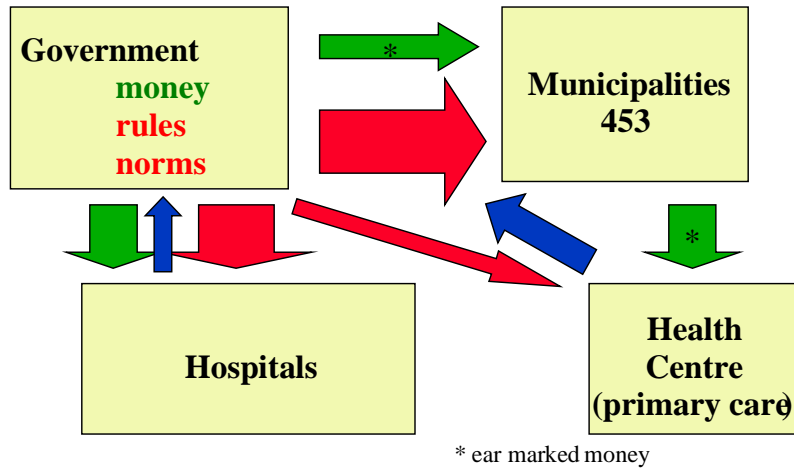 Government
money
rules
norms
*
Municipalities
453
*
Hospitals
Health
Centre
(primary care)
* ear marked money